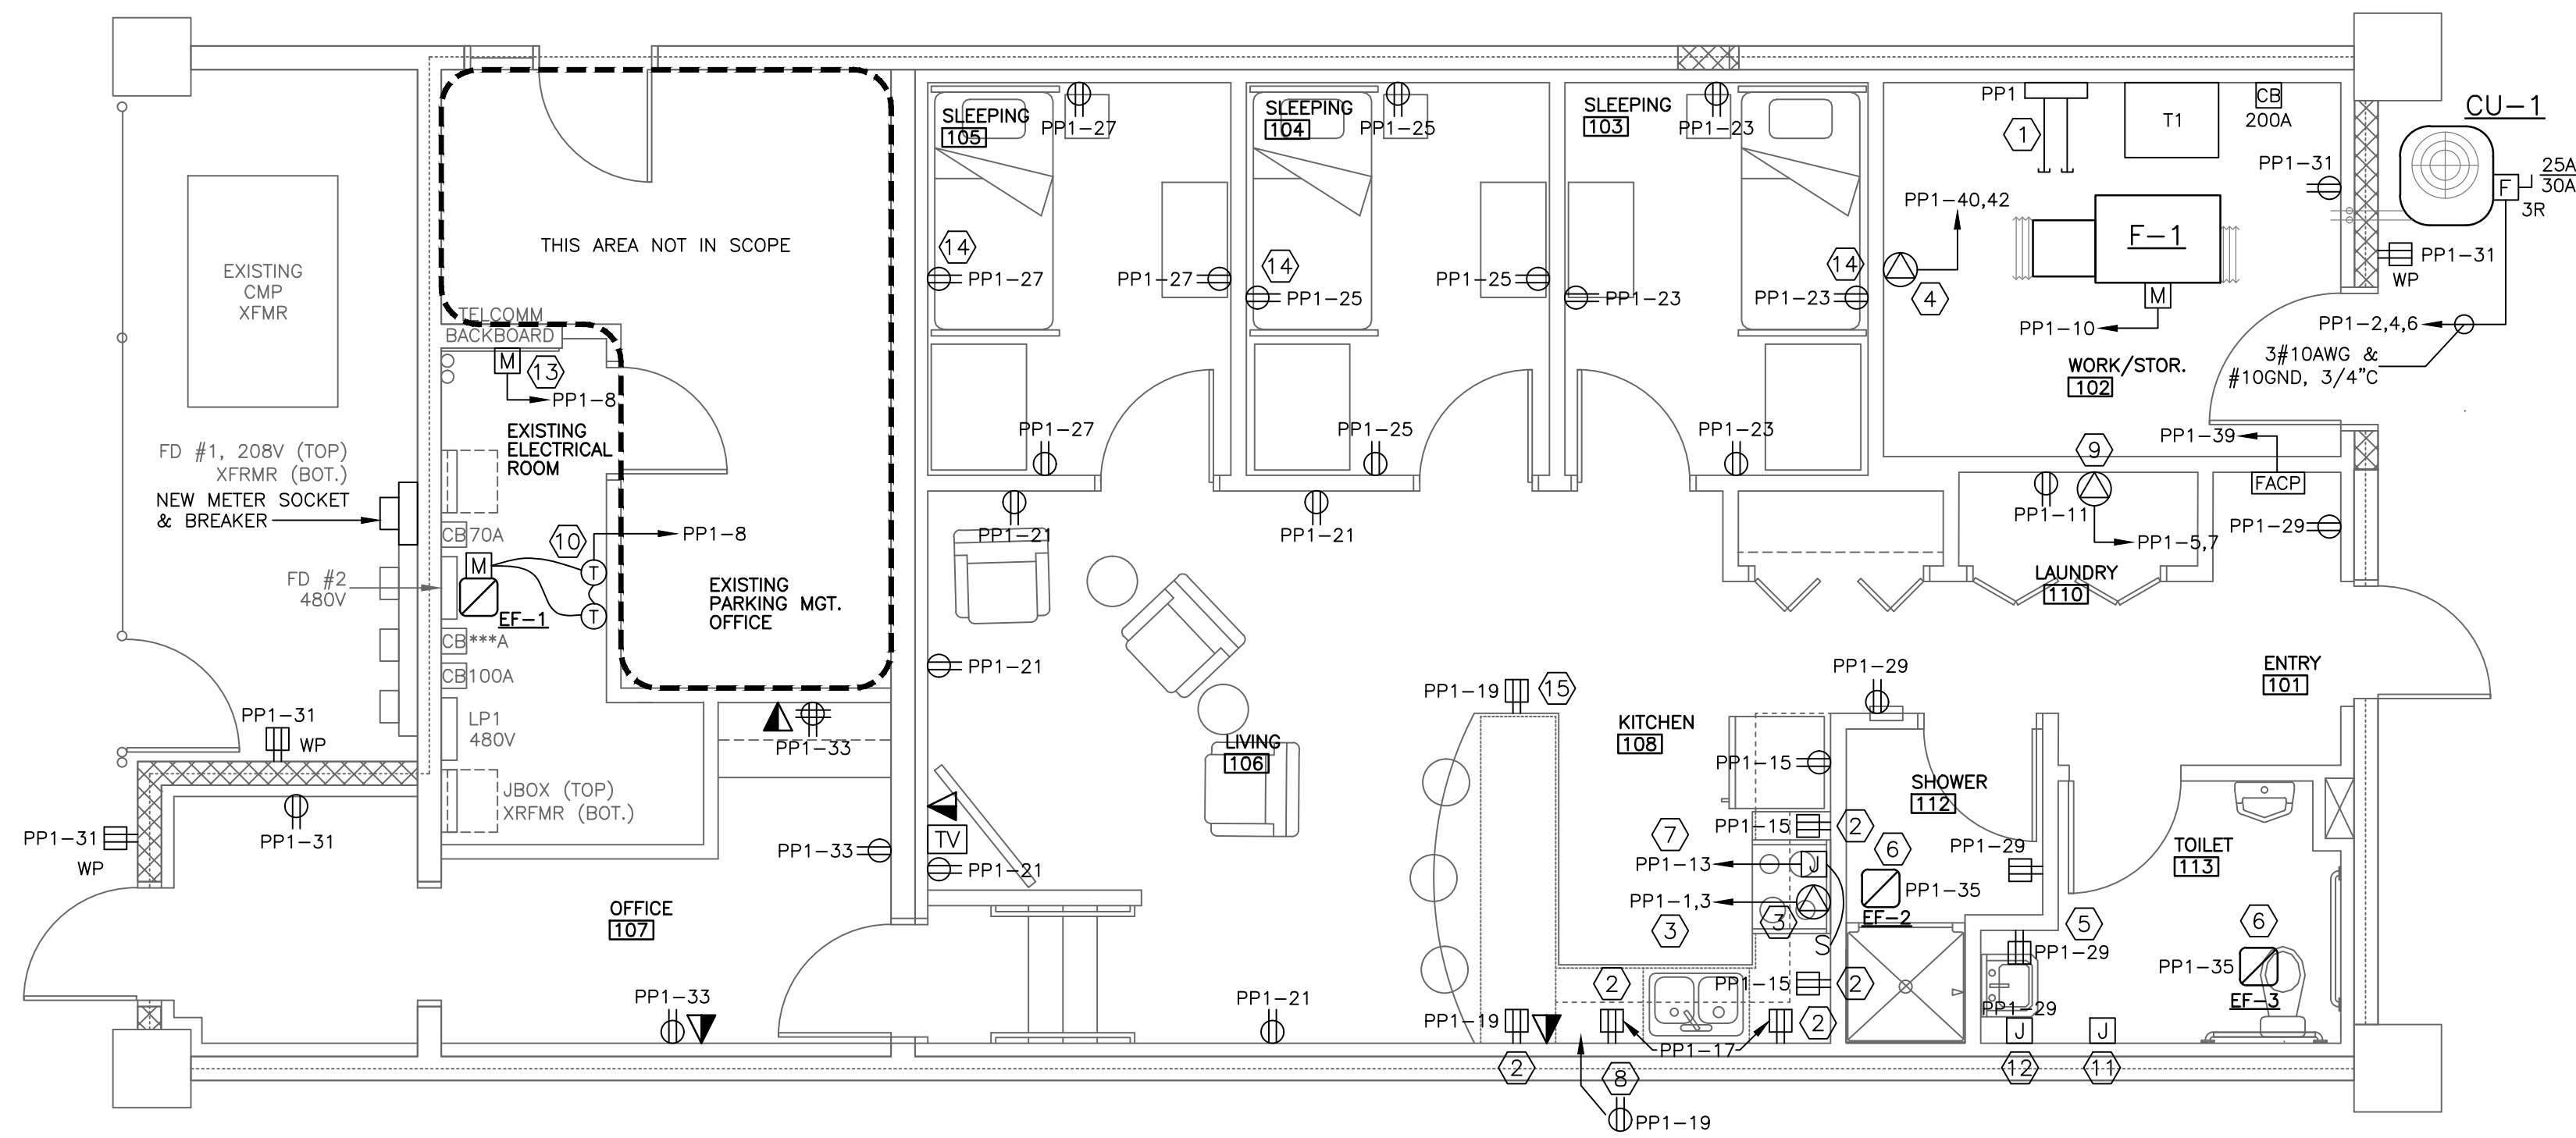 CU-1
25A
30A
F
3R
SLEEPING
105
PP1-27
SLEEPING
104
PP1-25
SLEEPING
103
PP1-23
PP1
1
T1
CB
200A
PP1-31
PP1-40,42
F-1
THIS AREA NOT IN SCOPE
EXISTING
CMP
XFMR
14
PP1-27
PP1-27
14
PP1-25
PP1-25
PP1-23
14
PP1-23
4
M
PP1-10
PP1-31
WP
PP1-2,4,6
3#10AWG &
#10GND, 3/4"C
TELCOMM
BACKBOARD
M
13
PP1-8
WORK/STOR.
102
EXISTING
ELECTRICAL
ROOM
PP1-27
PP1-25
PP1-23
PP1-39
9
FD #1, 208V (TOP)
XFRMR (BOT.)
NEW METER SOCKET
& BREAKER
FACP
CB
70A
10
PP1-8
PP1-21
PP1-21
PP1-11
PP1-29
PP1-5,7
FD #2
480V
M
T
T
EF-1
EXISTING
PARKING MGT.
OFFICE
LAUNDRY
110
CB
***A
CB
100A
PP1-21
PP1-29
ENTRY
101
PP1-19
15
LP1
480V
PP1-31
WP
PP1-33
LIVING
106
KITCHEN
108
PP1-15
SHOWER
112
JBOX (TOP)
XRFMR (BOT.)
PP1-31
WP
PP1-31
PP1-33
TV
PP1-21
7
PP1-15
2
PP1-13
J
6
PP1-35
EF-2
PP1-29
TOILET
113
PP1-1,3
3
3
S
OFFICE
107
5
6
PP1-29
PP1-35
EF-3
PP1-33
PP1-21
2
PP1-15
2
PP1-19
PP1-17
2
PP1-29
J
J
2
8
12
11
PP1-19